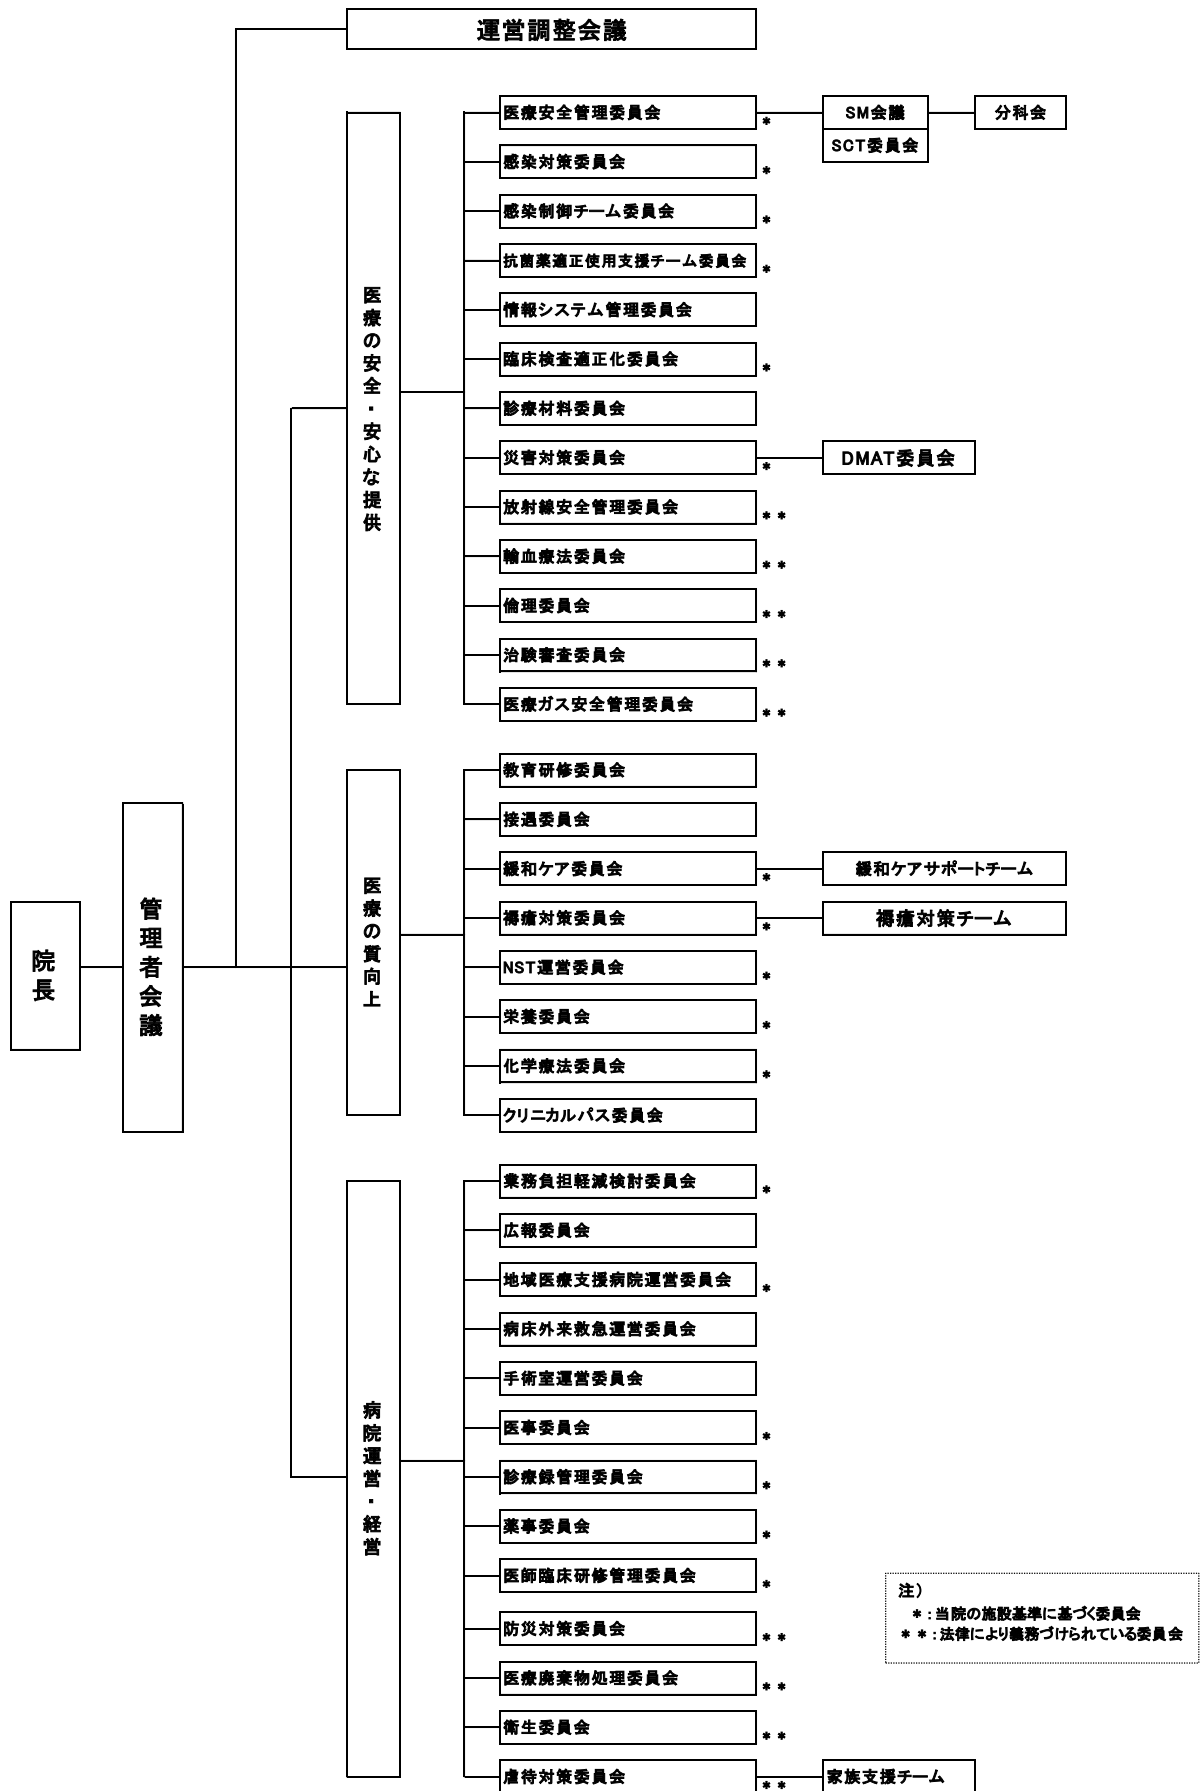 運営調整会議
医療安全管理委員会
*
SM会議
分科会
SCT委員会
感染対策委員会
*
感染制御チーム委員会
*
抗菌薬適正使用支援チーム委員会
*
情報システム管理委員会
臨床検査適正化委員会
*
診療材料委員会
災害対策委員会
*
DMAT委員会
放射線安全管理委員会
* *
輸血療法委員会
* *
倫理委員会
* *
治験審査委員会
* *
医療ガス安全管理委員会
* *
医療の安全・安心な提供
教育研修委員会
接遇委員会
緩和ケア委員会
*
緩和ケアサポートチーム
褥瘡対策委員会
*
褥瘡対策チーム
NST運営委員会
*
栄養委員会
*
化学療法委員会
*
クリニカルパス委員会
医療の質向上
院長
管理者会議
業務負担軽減検討委員会
*
広報委員会
地域医療支援病院運営委員会
*
病床外来救急運営委員会
手術室運営委員会
医事委員会
*
診療録管理委員会
*
薬事委員会
*
医師臨床研修管理委員会
*
防災対策委員会
* *
医療廃棄物処理委員会
* *
衛生委員会
* *
虐待対策委員会
* *
家族支援チーム
病院運営・経営
注)
*:当院の施設基準に基づく委員会
* *:法律により義務づけられている委員会